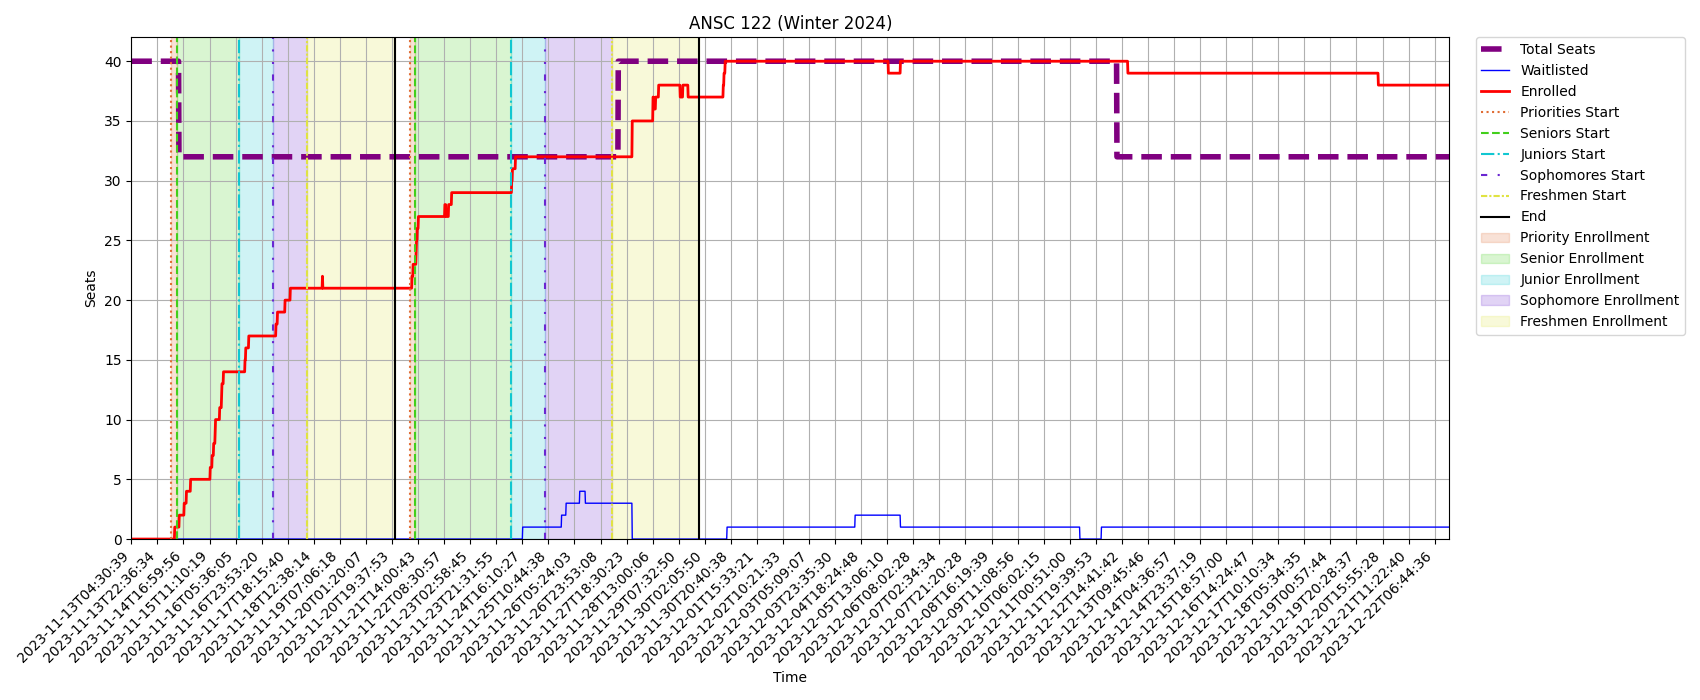 ANSC 122 (Winter 2024)
Seats
40
35
30
25
20
15
10
5
0
2023-11-13T04:30:39
2023-11-13T22:36:34
2023-11-14T16:59:56
2023-11-15T11:10:19
2023-11-16T05:36:05
2023-11-16T23:53:20
2023-11-17T18:15:40
2023-11-18T12:38:14
2023-11-19T07:06:18
2023-11-20T01:20:07
2023-11-20T19:37:53
2023-11-21T14:00:43
2023-11-22T08:30:57
2023-11-23T02:58:45
2023-11-23T21:31:55
2023-11-24T16:10:27
2023-11-25T10:44:38
2023-11-26T05:24:03
2023-11-26T23:53:08
2023-11-27T18:30:23
2023-11-28T13:00:06
2023-11-29T07:32:50
2023-11-30T02:05:50
2023-11-30T20:40:38
2023-12-01T15:33:21
2023-12-02T10:21:33
2023-12-03T05:09:07
2023-12-03T23:35:30
2023-12-04T18:24:48
2023-12-05T13:06:10
2023-12-06T08:02:28
2023-12-07T02:34:34
2023-12-07T21:20:28
2023-12-08T16:19:39
2023-12-09T11:08:56
2023-12-10T06:02:15
2023-12-11T00:51:00
2023-12-11T19:39:53
2023-12-12T14:41:42
2023-12-13T09:45:46
2023-12-14T04:36:57
2023-12-14T23:37:19
2023-12-15T18:57:00
2023-12-16T14:24:47
2023-12-17T10:10:34
2023-12-18T05:34:35
2023-12-19T00:57:44
2023-12-19T20:28:37
2023-12-20T15:55:28
2023-12-21T11:22:40
2023-12-22T06:44:36
Time
Total Seats
Waitlisted
Enrolled
Priorities Start
Seniors Start
Juniors Start
Sophomores Start
Freshmen Start
End
Priority Enrollment
Senior Enrollment
Junior Enrollment
Sophomore Enrollment
Freshmen Enrollment